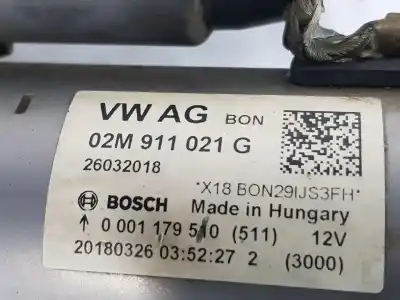 VW AG BON
02M 911 021 G
26032018
*X18 BON29IJS3FH*
BOSCH Made in Hungary
↑ 0 001 179 510 (511) 12V
20180326 03:52:27 2 (3000)